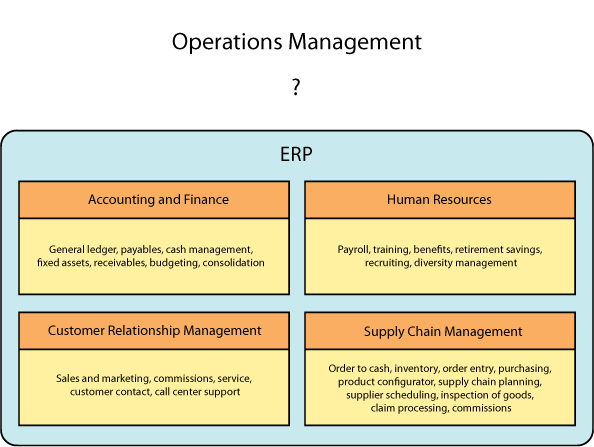 Operations Management
?
ERP
Accounting and Finance
General ledger, payables, cash management,
fixed assets, receivables, budgeting, consolidation
Human Resources
Payroll, training, benefits, retirement savings,
recruiting, diversity management
Customer Relationship Management
Sales and marketing, commissions, service,
customer contact, call center support
Supply Chain Management
Order to cash, inventory, order entry, purchasing,
product configurator, supply chain planning,
supplier scheduling, inspection of goods,
claim processing, commissions